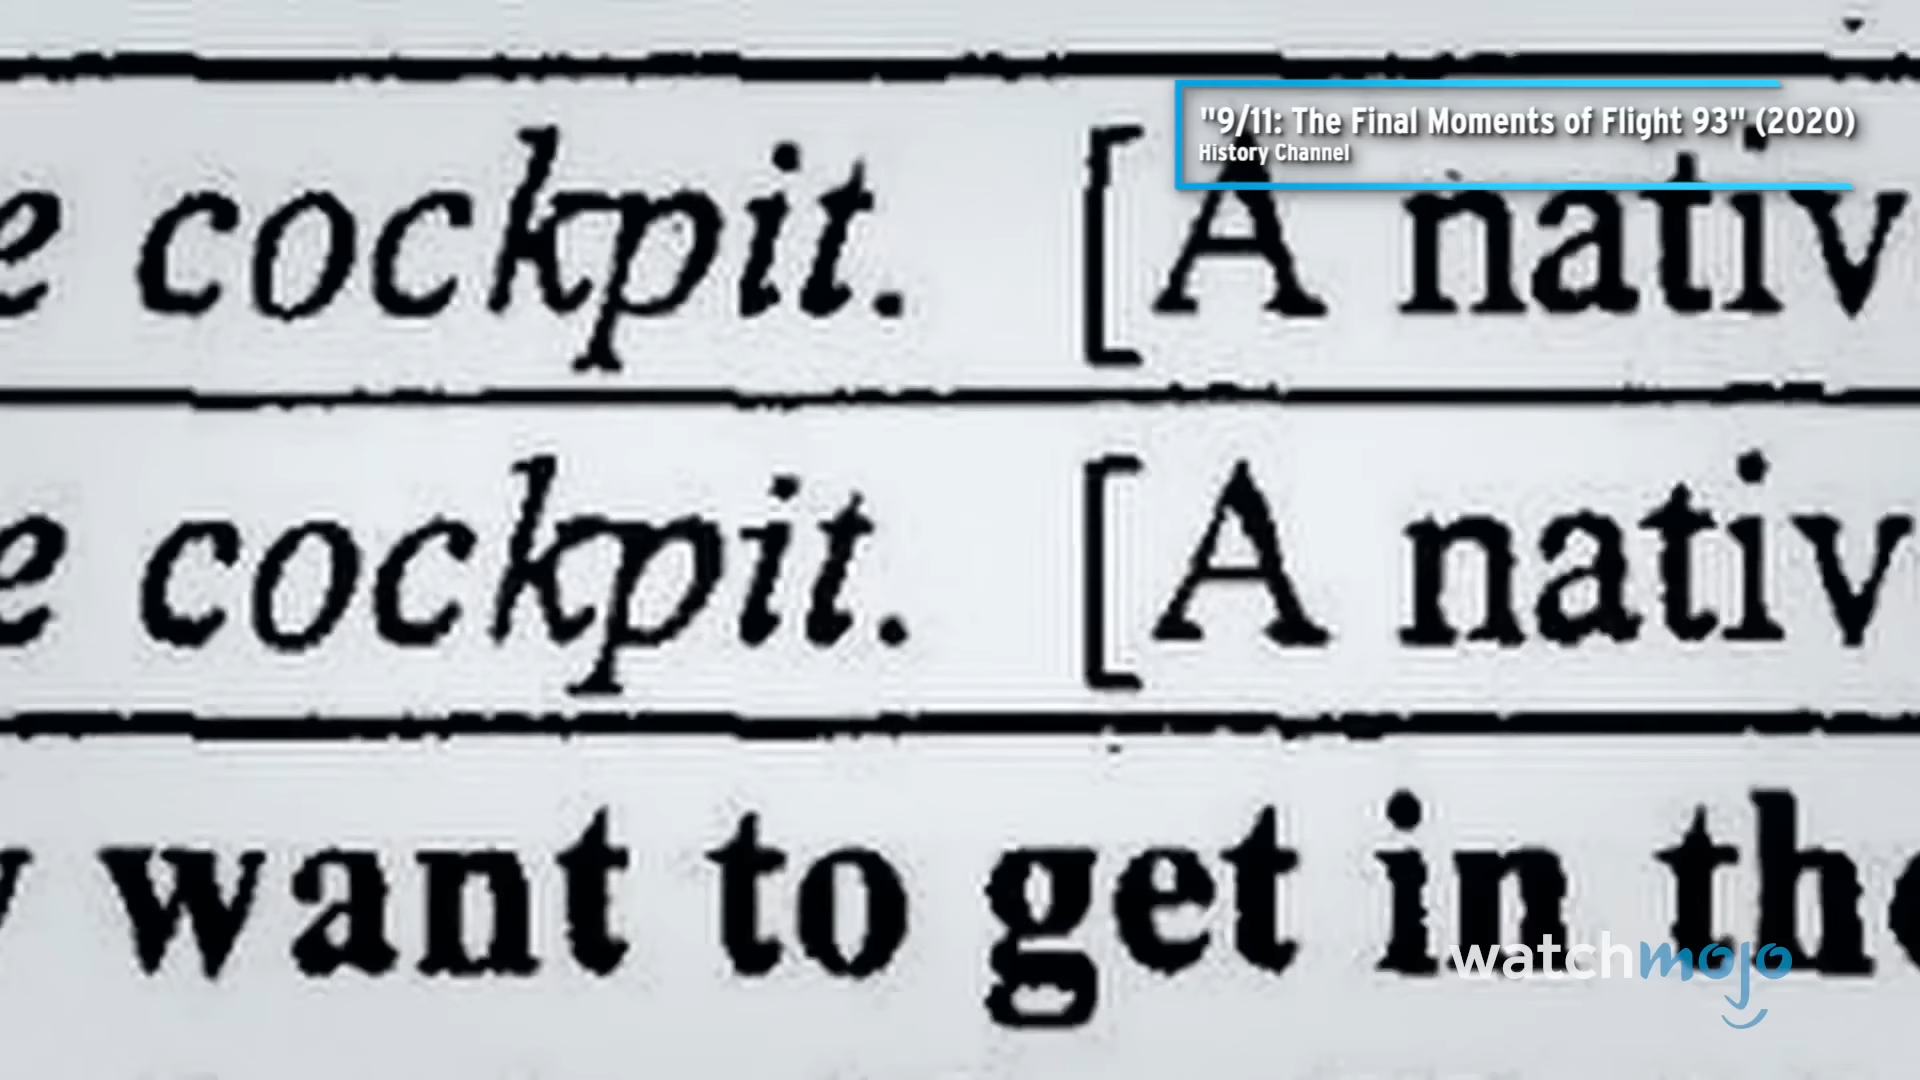 "9/11: The Final Moments of Flight 93" (2020)
History Channel
e cockpit. [A nativ
e cockpit. [A nativ
want to get in the
watchmojo